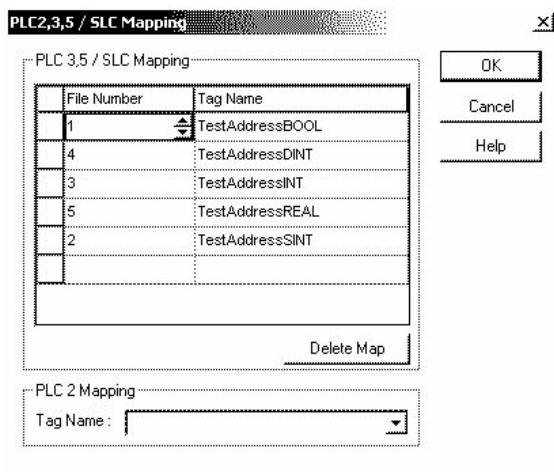 PLC2,3,5 / SLC Mapping
PLC 3,5 / SLC Mapping
OK
File Number Tag Name
Cancel
1 TestAddressBOOL
Help
4 TestAddressDINT
3 TestAddressINT
5 TestAddressREAL
2 TestAddressSINT
Delete Map
PLC 2 Mapping
Tag Name :